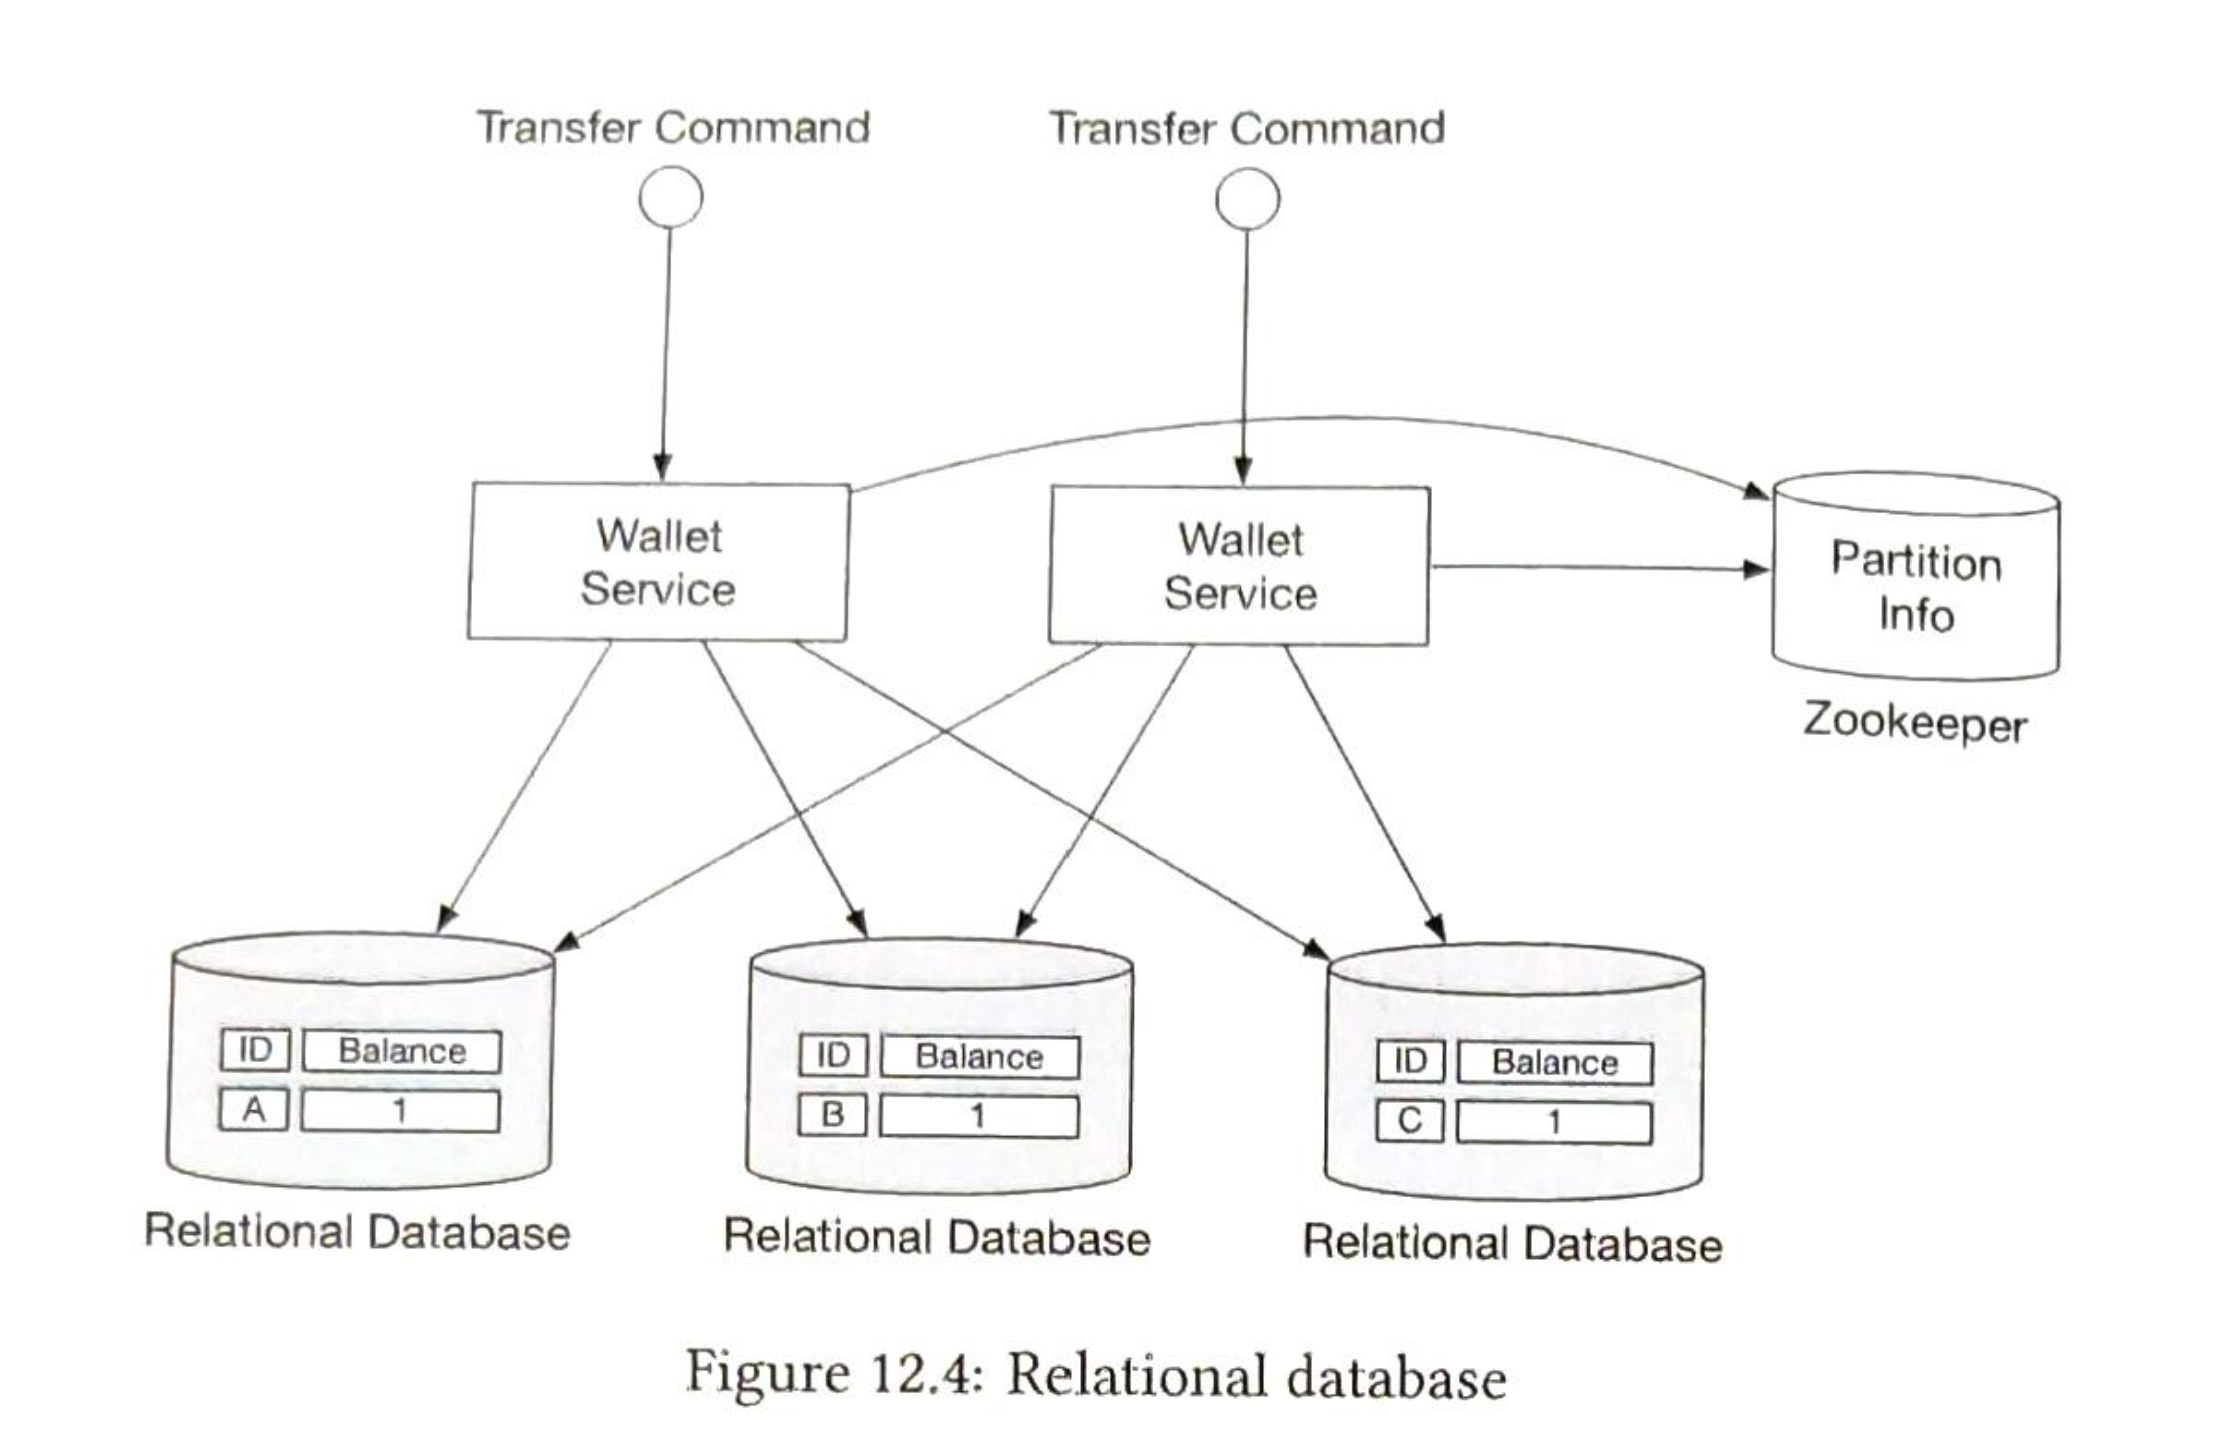 Transfer Command
Transfer Command
Wallet
Service
Wallet
Service
Partition
Info
Zookeeper
ID Balance
A 1
Relational Database
ID Balance
B 1
Relational Database
ID Balance
C 1
Relational Database
Figure 12.4: Relational database